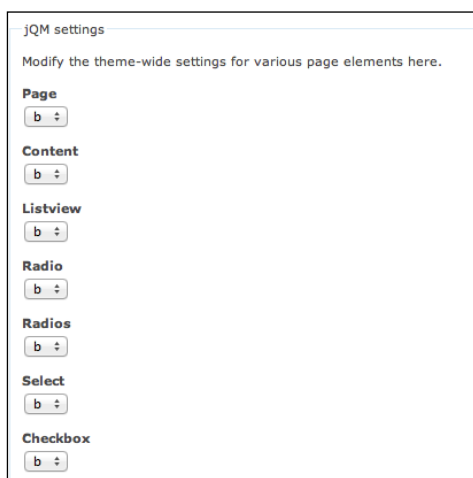 jQM settings
Modify the theme-wide settings for various page elements here.
Page
b
Content
b
Listview
b
Radio
b
Radios
b
Select
b
Checkbox
b